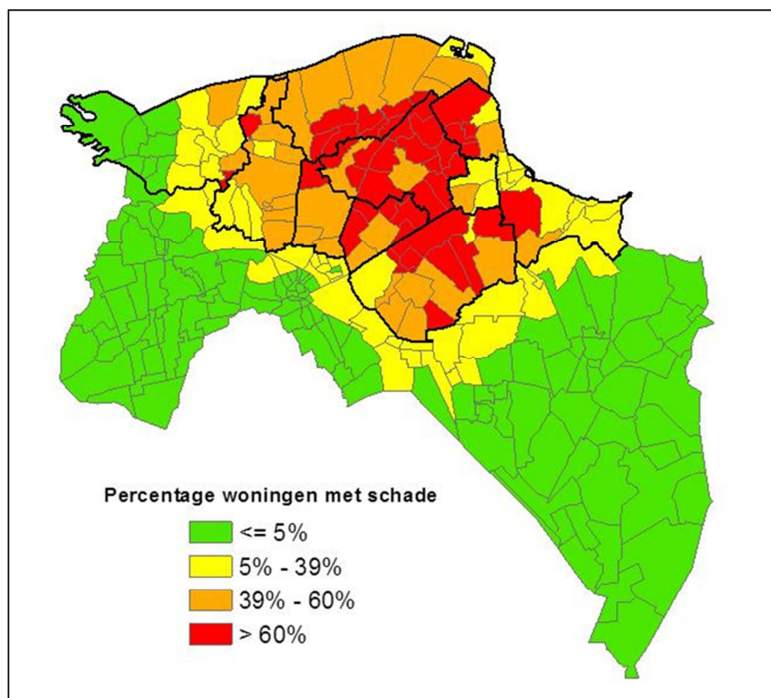 Percentage woningen met schade
<= 5%
5% - 39%
39% - 60%
> 60%